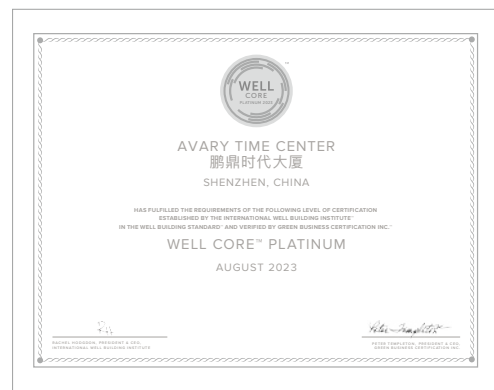 WELL
CORE
PLATINUM 2023
™
AVARY TIME CENTER
鹏鼎时代大厦
SHENZHEN, CHINA
HAS FULFILLED THE REQUIREMENTS OF THE FOLLOWING LEVEL OF CERTIFICATION
ESTABLISHED BY THE INTERNATIONAL WELL BUILDING INSTITUTE™
IN THE WELL BUILDING STANDARD™ AND VERIFIED BY GREEN BUSINESS CERTIFICATION INC.™
WELL CORE™ PLATINUM
AUGUST 2023
Peter Templeton
RACHEL HODGDON, PRESIDENT & CEO,
INTERNATIONAL WELL BUILDING INSTITUTE
PETER TEMPLETON, PRESIDENT & CEO,
GREEN BUSINESS CERTIFICATION INC.